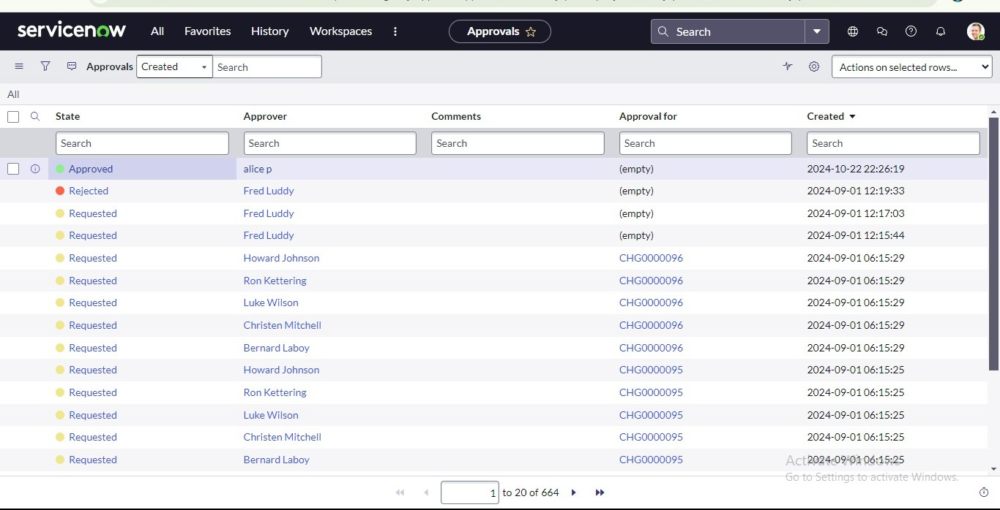 servicenow All Favorites History Workspaces Approvals Search
Approvals Created Search Actions on selected rows...
All
State Approver Comments Approval for Created
Search Search Search Search Search
Approved alice p (empty) 2024-10-22 22:26:19
Rejected Fred Luddy (empty) 2024-09-01 12:19:33
Requested Fred Luddy (empty) 2024-09-01 12:17:03
Requested Fred Luddy (empty) 2024-09-01 12:15:44
Requested Howard Johnson CHG0000096 2024-09-01 06:15:29
Requested Ron Kettering CHG0000096 2024-09-01 06:15:29
Requested Luke Wilson CHG0000096 2024-09-01 06:15:29
Requested Christen Mitchell CHG0000096 2024-09-01 06:15:29
Requested Bernard Laboy CHG0000096 2024-09-01 06:15:29
Requested Howard Johnson CHG0000095 2024-09-01 06:15:25
Requested Ron Kettering CHG0000095 2024-09-01 06:15:25
Requested Luke Wilson CHG0000095 2024-09-01 06:15:25
Requested Christen Mitchell CHG0000095 2024-09-01 06:15:25
Requested Bernard Laboy CHG0000095 2024-09-01 06:15:25
Activate Windows
Go to Settings to activate Windows.
1 to 20 of 664